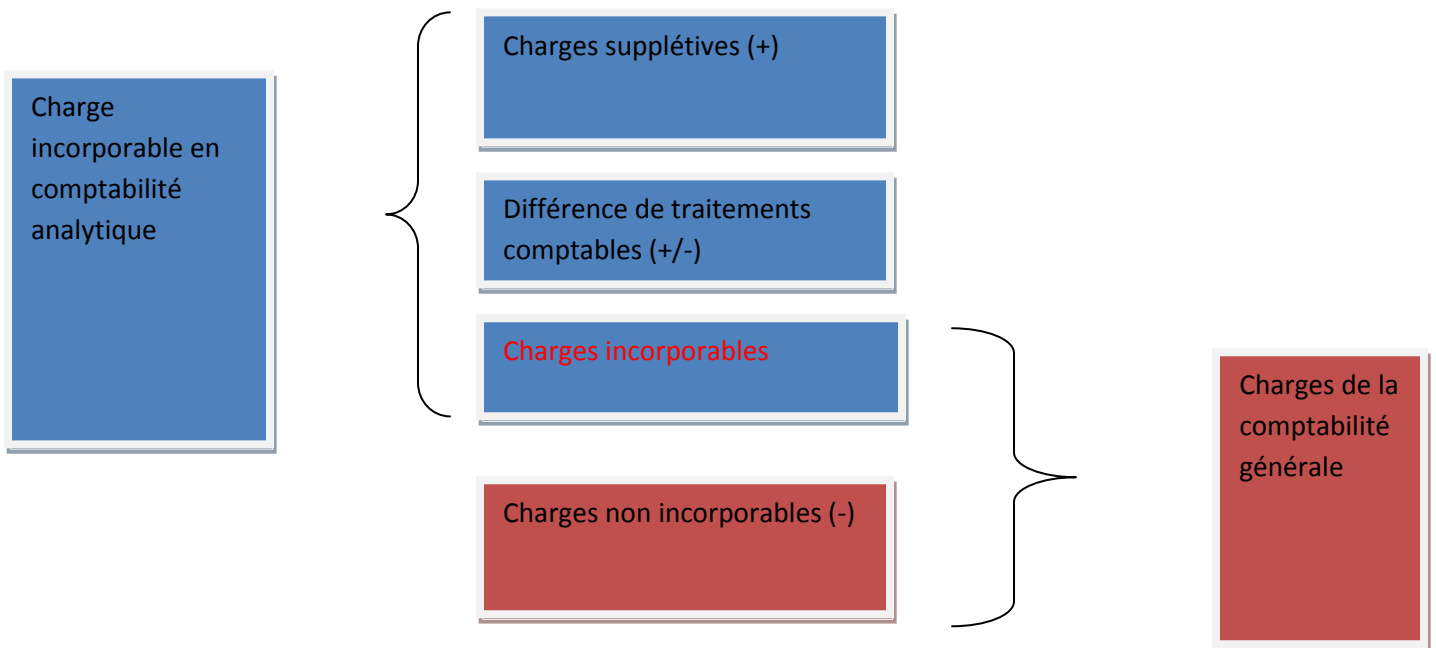 Charge
incorporable en
comptabilité
analytique
Charges supplétives (+)
Différence de traitements
comptables (+/-)
Charges incorporables
Charges non incorporables (-)
Charges de la
comptabilité
générale